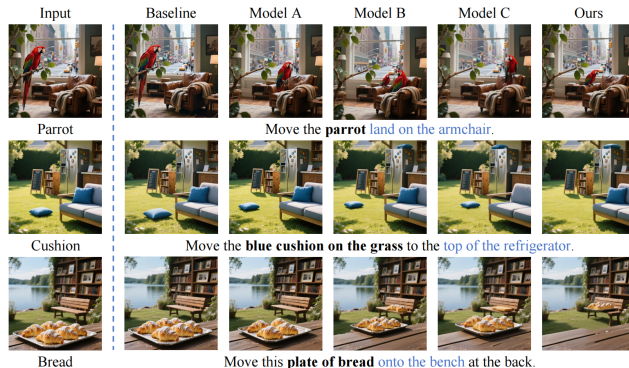 Input Baseline Model A Model B Model C Ours
Parrot Move the parrot land on the armchair.
Cushion Move the blue cushion on the grass to the top of the refrigerator.
Bread Move this plate of bread onto the bench at the back.